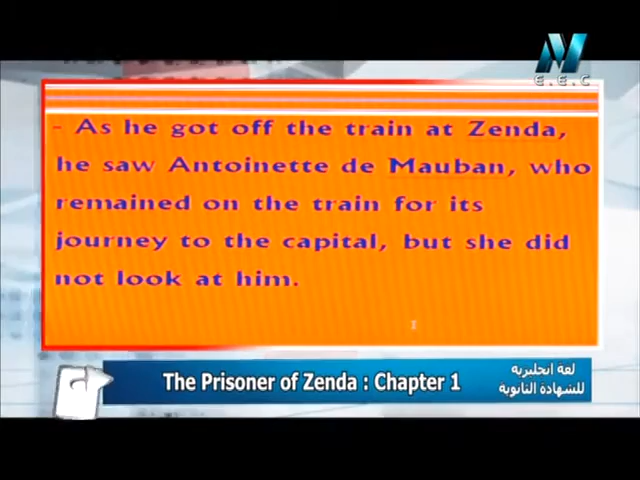 E.E.C
- As he got off the train at Zenda,
he saw Antoinette de Mauban, who
remained on the train for its
journey to the capital, but she did
not look at him.
The Prisoner of Zenda : Chapter 1
لغة انجليزية
للشهادة الثانوية